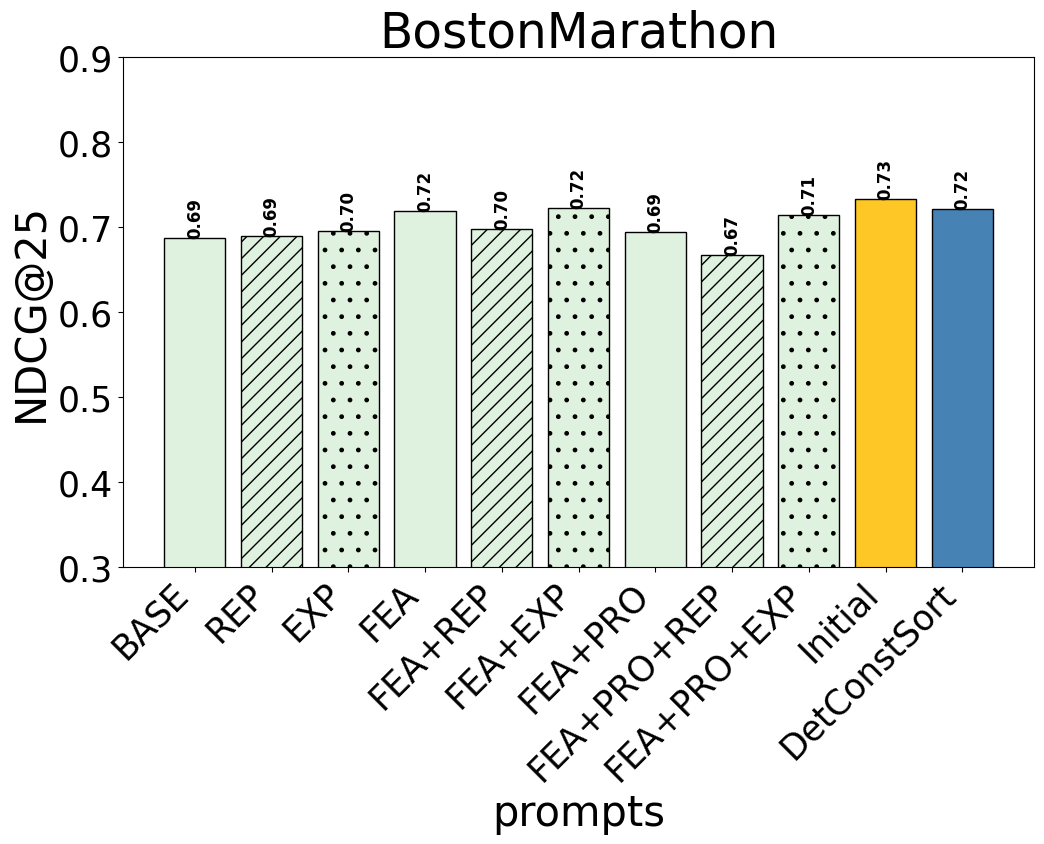 BostonMarathon
NDCG@25
0.9
0.8
0.7
0.6
0.5
0.4
0.3
0.69
0.69
0.70
0.72
0.70
0.72
0.69
0.67
0.71
0.73
0.72
BASE
REP
EXP
FEA
FEA+REP
FEA+EXP
FEA+PRO
FEA+PRO+REP
FEA+PRO+EXP
Initial
DetConstSort
prompts